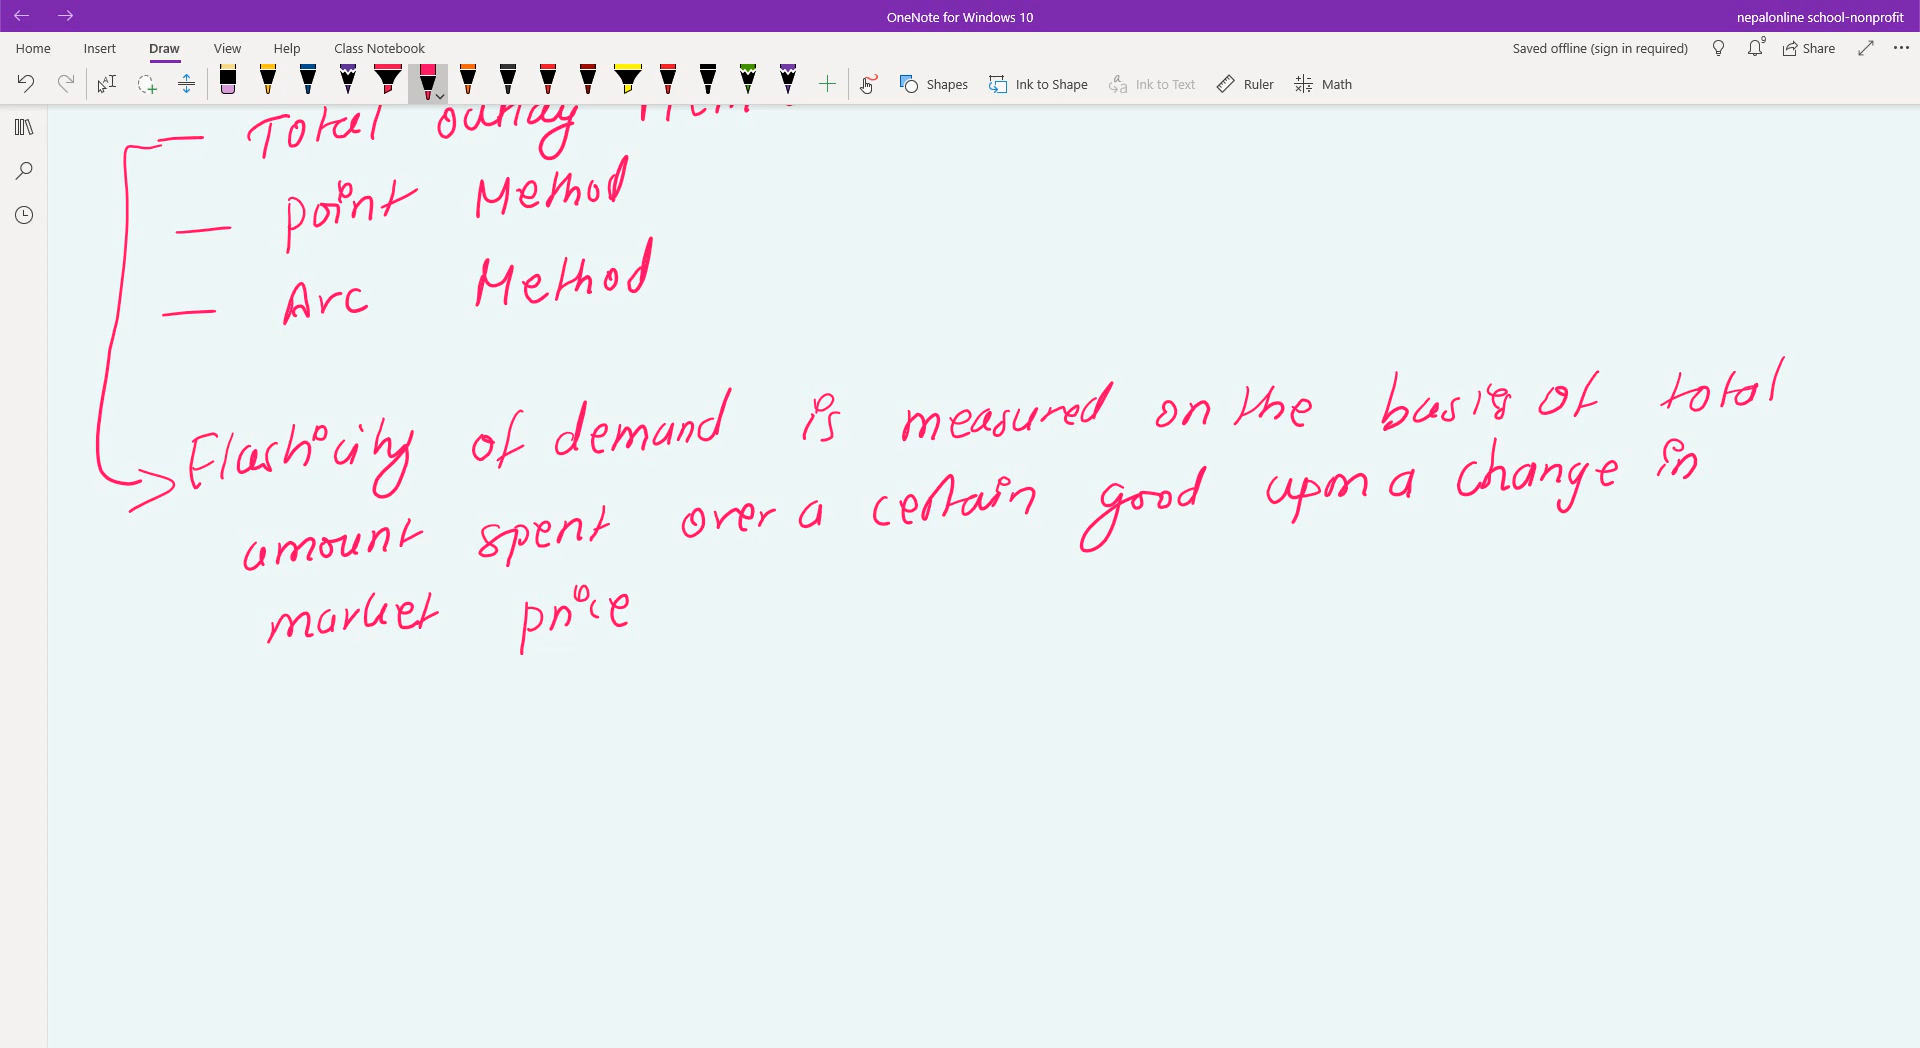 OneNote for Windows 10
nepalonline school-nonprofit
Home Insert Draw View Help Class Notebook
Saved offline (sign in required)
9
Share
Ink to Shape
Shapes
Ink to Text
Ruler
Math
— Total outlay
— Point Method
— Arc Method
Elasticity of demand is measured on the basis of total
amount spent over a certain good upon a change in
market price